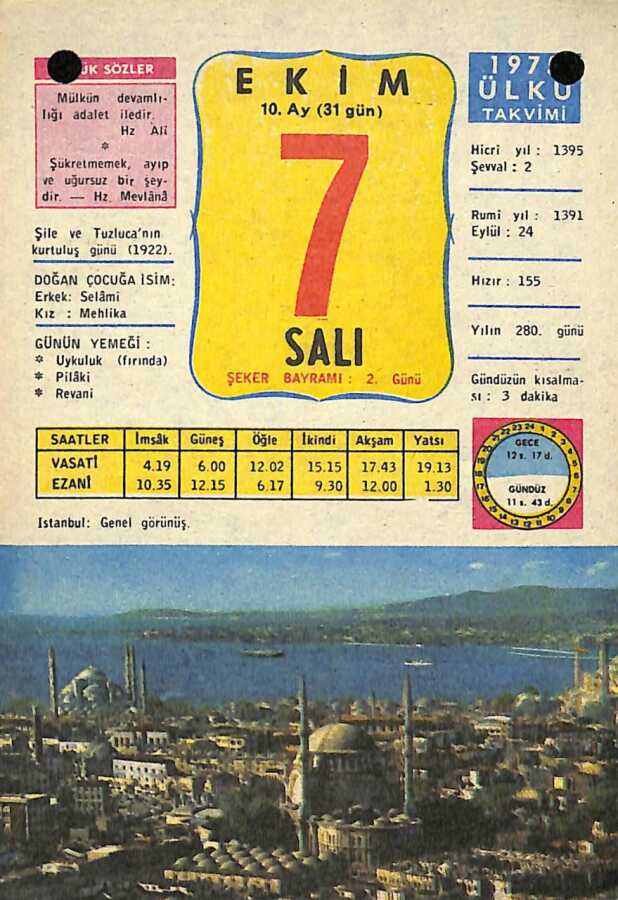 ÜK SÖZLER
Mülkün devamlı-
lığı adalet iledir.
Hz Ali
Şükretmemek, ayıp
ve uğursuz bir şey-
dir. — Hz. Mevlânâ
Şile ve Tuzluca'nın
kurtuluş günü (1922).
DOĞAN ÇOCUĞA İSİM:
Erkek: Selâmi
Kız : Mehlika
GÜNÜN YEMEĞİ :
Uykuluk (fırında)
Pilâki
Revani
EKİM
10. Ay (31 gün)
7
SALI
ŞEKER BAYRAMI : 2. Günü
197
ÜLKÜ
TAKVİMİ
Hicri yıl : 1395
Şevval : 2
Rumi yıl : 1391
Eylül : 24
Hızır : 155
Yılın 280. günü
Gündüzün kısalma-
sı : 3 dakika
SAATLER İmsâk Güneş Öğle İkindi Akşam Yatsı
VASATİ 4.19 6.00 12.02 15.15 17.43 19.13
EZANİ 10.35 12.15 6.17 9.30 12.00 1.30
GECE
12 s. 17 d.
GÜNDÜZ
11 s. 43 d.
Istanbul: Genel görünüş.